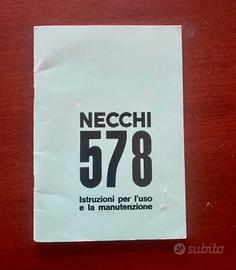 NECCHI
578
Istruzioni per l'uso
e la manutenzione
subito